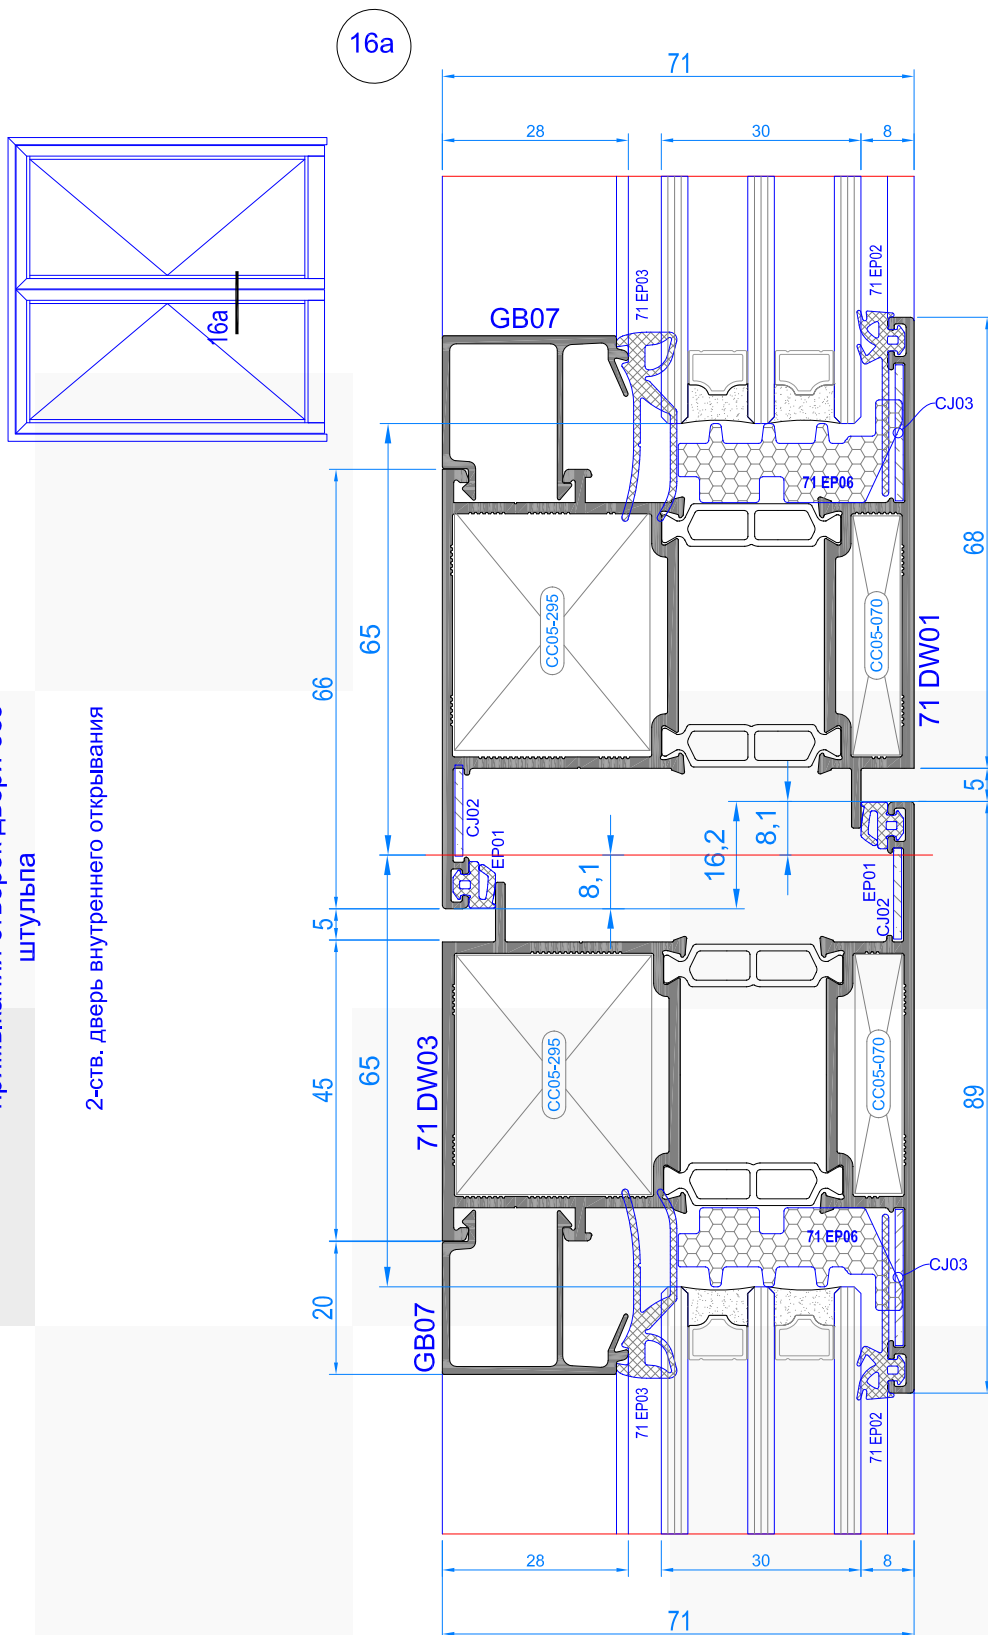 16a
71
28
30
8
16a
71 EP03
71 EP02
GB07
CJ03
71 EP06
68
65
66
CC05-295
CC05-070
71 DW01
штульпа
2-ств. дверь внутреннего открывания
CJ02
EP01
5
8,1
16,2
8,1
EP01
CJ02
5
71 DW03
45
65
CC05-295
CC05-070
89
71 EP06
CJ03
20
GB07
71 EP03
71 EP02
28
30
8
71